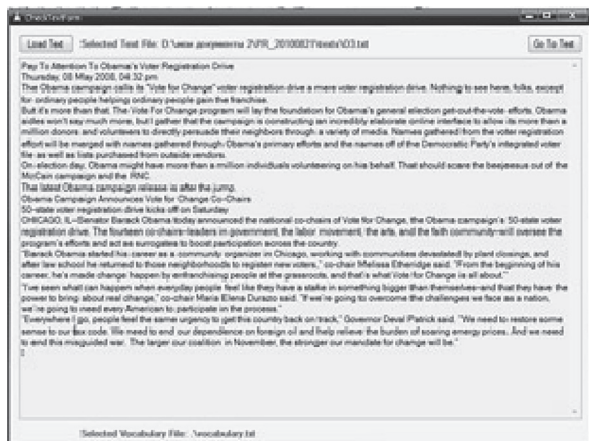 CheckTextForm
Load Text :Selected Text File: D:\мои документы 2\PR_20100821\texts\03.txt Go To Test
Pay To Attention To Obama's Voter Registration Drive
Thursday, 08 May 2008, 04:32 pm
The Obama campaign calls its "Vote for Change" voter registration drive a mere voter registration drive. Nothing to see here, folks, except
for ordinary people helping ordinary people gain the franchise.
But it's more than that. The Vote For Change program will lay the foundation for Obama's general election get-out-the-vote efforts. Obama
aides won't say much more, but I gather that the campaign is constructing an incredibly elaborate online interface to allow its more than a
million donors and volunteers to directly persuade their neighbors through a variety of media. Names gathered from the voter registration
effort will be merged with names gathered through Obama's primary efforts and the names off of the Democratic Party's integrated voter
file as well as lists purchased from outside vendors.
On election day, Obama might have more than a million individuals volunteering on his behalf. That should scare the beejeesus out of the
McCain campaign and the RNC.
The latest Obama campaign release is after the jump.
Obama Campaign Announces Vote for Change Co-Chairs
50-state voter registration drive kicks off on Saturday
CHICAGO, IL--Senator Barack Obama today announced the national co-chairs of Vote for Change, the Obama campaign's 50-state voter
registration drive. The fourteen co-chairs--leaders in government, the labor movement, the arts, and the faith community--will oversee the
program's efforts and act as surrogates to boost participation across the country.
"Barack Obama started his career as a community organizer in Chicago, working with communities devastated by plant closings, and
after law school he returned to those neighborhoods to register new voters," co-chair Melissa Etheridge said. "From the beginning of his
career, he's made change happen by enfranchising people at the grassroots, and that's what Vote for Change is all about."
"I've seen what can happen when everyday people feel like they have a stake in something bigger than themselves--and that they have the
power to bring about real change," co-chair Maria Elena Durazo said. "If we're going to overcome the challenges we face as a nation,
we're going to need every American to participate in the process."
"Everywhere I go, people feel the same urgency to get this country back on track," Governor Deval Patrick said. "We need to restore some
sense to our tax code. We need to end our dependence on foreign oil and help relieve the burden of soaring energy prices. And we need
to end this misguided war. The larger our coalition in November, the stronger our mandate for change will be."
:Selected Vocabulary File: .\vocabulary.txt